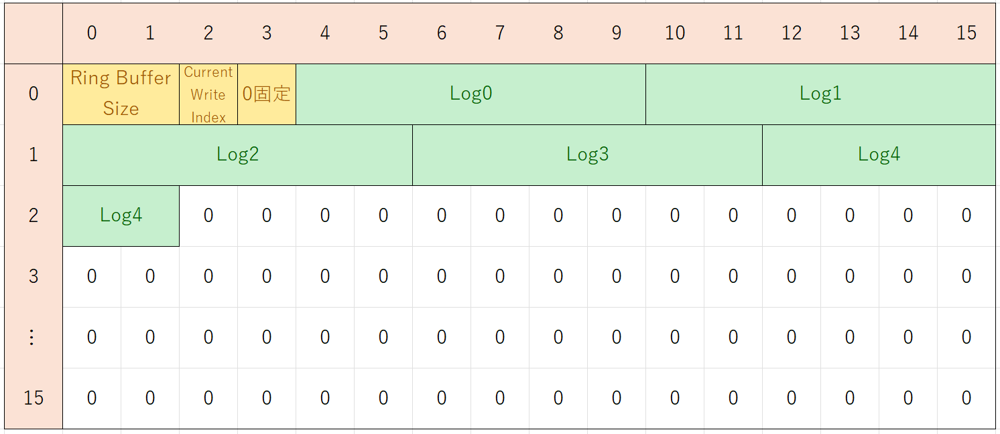 0 1 2 3 4 5 6 7 8 9 10 11 12 13 14 15
0 Ring Buffer Size Current Write Index 0固定 Log0 Log1
1 Log2 Log3 Log4
2 Log4 0 0 0 0 0 0 0 0 0 0 0 0 0 0
3 0 0 0 0 0 0 0 0 0 0 0 0 0 0 0 0
⋮ 0 0 0 0 0 0 0 0 0 0 0 0 0 0 0 0
15 0 0 0 0 0 0 0 0 0 0 0 0 0 0 0 0